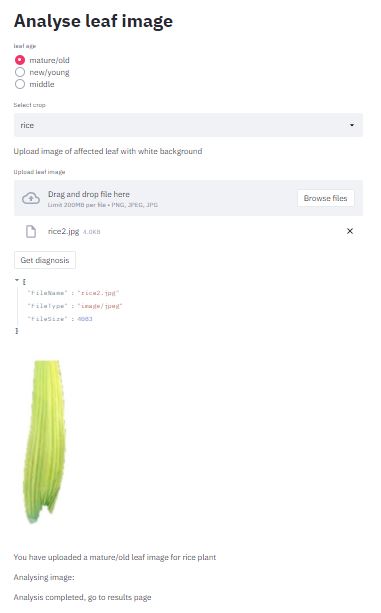 Analyse leaf image
leaf age
mature/old
new/young
middle
Select crop
rice
Upload image of affected leaf with white background
Upload leaf image
Drag and drop file here
Limit 200MB per file • PNG, JPEG, JPG
Browse files
rice2.jpg 4.0KB
Get diagnosis
[
"FileName" : "rice2.jpg"
"FileType" : "image/jpeg"
"FileSize" : 4083
]
You have uploaded a mature/old leaf image for rice plant
Analysing image:
Analysis completed, go to results page